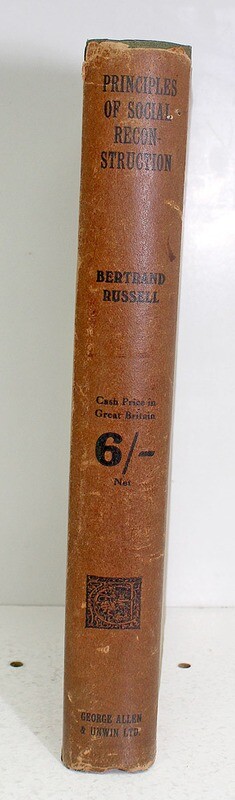 PRINCIPLES
OF SOCIAL
RECON-
STRUCTION
BERTRAND
RUSSELL
Cash Price in
Great Britain
6/-
Net
GEORGE ALLEN
& UNWIN LTD.